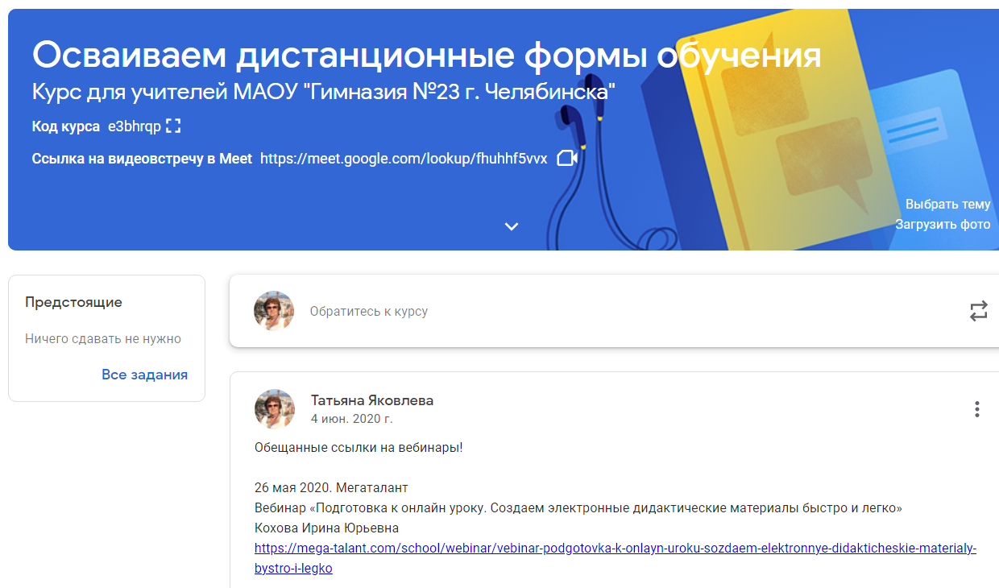 Осваиваем дистанционные формы обучения
Курс для учителей МАОУ "Гимназия №23 г. Челябинска"
Код курса e3bhrqp
Ссылка на видеовстречу в Meet https://meet.google.com/lookup/fhuhhf5vvx
Выбрать тему
Загрузить фото
Предстоящие
Ничего сдавать не нужно
Все задания
Обратитесь к курсу
Татьяна Яковлева
4 июн. 2020 г.
Обещанные ссылки на вебинары!
26 мая 2020. Мегаталант
Вебинар «Подготовка к онлайн уроку. Создаем электронные дидактические материалы быстро и легко»
Кохова Ирина Юрьевна
https://mega-talant.com/school/webinar/vebinar-podgotovka-k-onlayn-uroku-sozdaem-elektronnye-didakticheskie-materialy-
bystro-i-legko